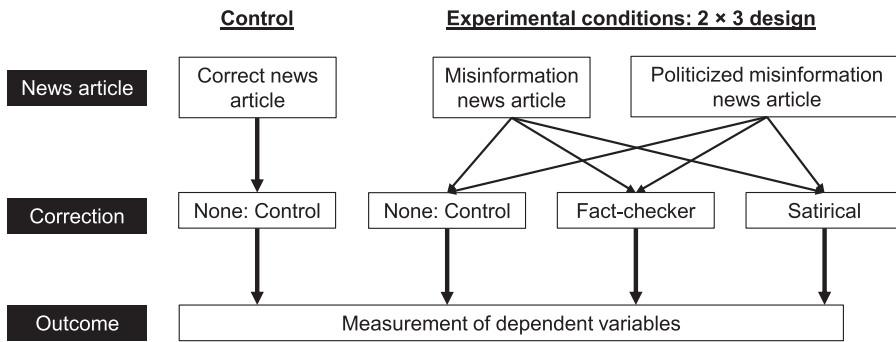 Control
Experimental conditions: 2 × 3 design
News article
Correct news
article
Misinformation
news article
Politicized misinformation
news article
Correction
None: Control
None: Control
Fact-checker
Satirical
Outcome
Measurement of dependent variables